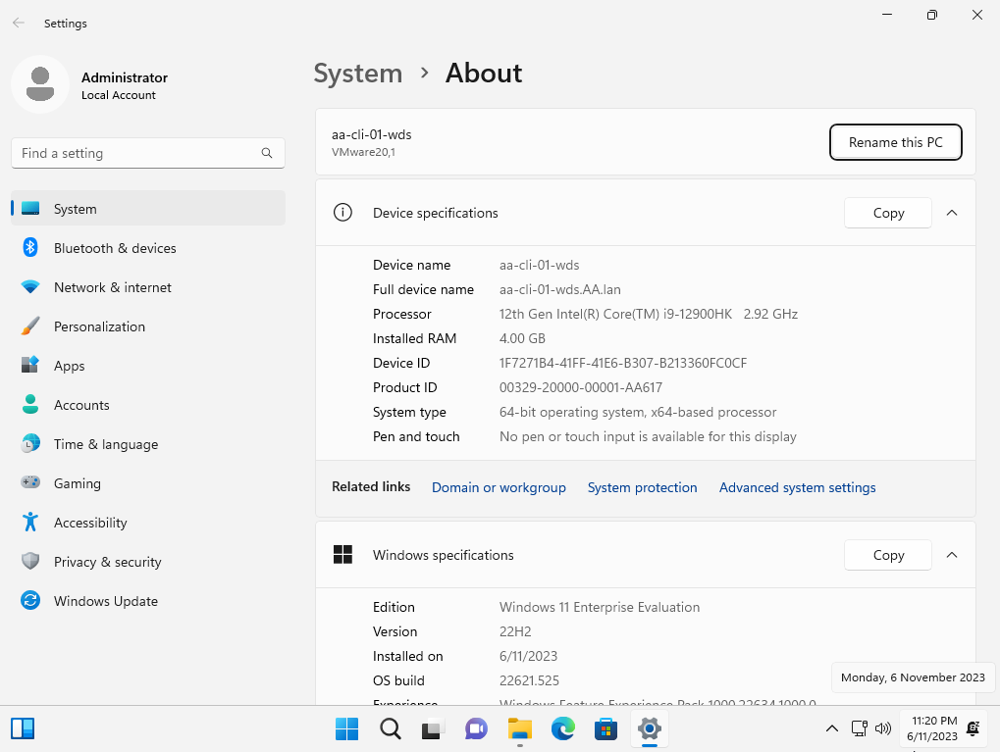 Settings
Administrator
Local Account
Find a setting
System
Bluetooth & devices
Network & internet
Personalization
Apps
Accounts
Time & language
Gaming
Accessibility
Privacy & security
Windows Update
System > About
aa-cli-01-wds
VMware20,1
Rename this PC
Device specifications
Copy
Device name aa-cli-01-wds
Full device name aa-cli-01-wds.AA.lan
Processor 12th Gen Intel(R) Core(TM) i9-12900HK 2.92 GHz
Installed RAM 4.00 GB
Device ID 1F7271B4-41FF-41E6-B307-B213360FC0CF
Product ID 00329-20000-00001-AA617
System type 64-bit operating system, x64-based processor
Pen and touch No pen or touch input is available for this display
Related links Domain or workgroup System protection Advanced system settings
Windows specifications
Copy
Edition Windows 11 Enterprise Evaluation
Version 22H2
Installed on 6/11/2023
OS build 22621.525
Experience Windows Feature Experience Pack 1000.22634.1000.0
Monday, 6 November 2023
11:20 PM
6/11/2023